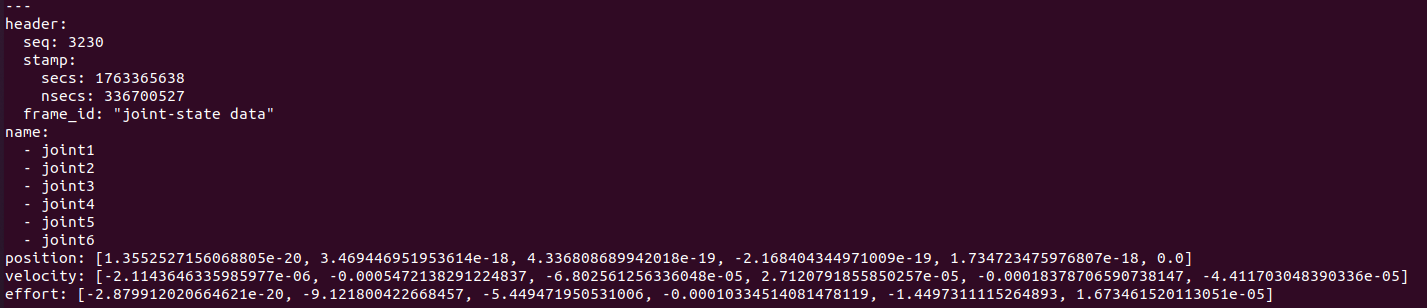 ---
header:
  seq: 3230
  stamp:
    secs: 1763365638
    nsecs: 336700527
  frame_id: "joint-state data"
name:
  - joint1
  - joint2
  - joint3
  - joint4
  - joint5
  - joint6
position: [1.3552527156068805e-20, 3.469446951953614e-18, 4.336808689942018e-19, -2.168404344971009e-19, 1.734723475976807e-18, 0.0]
velocity: [-2.1143646335985977e-06, -0.0005472138291224837, -6.802561256336048e-05, 2.7120791855850257e-05, -0.00018378706590738147, -4.411703048390336e-05]
effort: [-2.879912020664621e-20, -9.121800422668457, -5.449471950531006, -0.00010334514081478119, -1.4497311115264893, 1.673461520113051e-05]